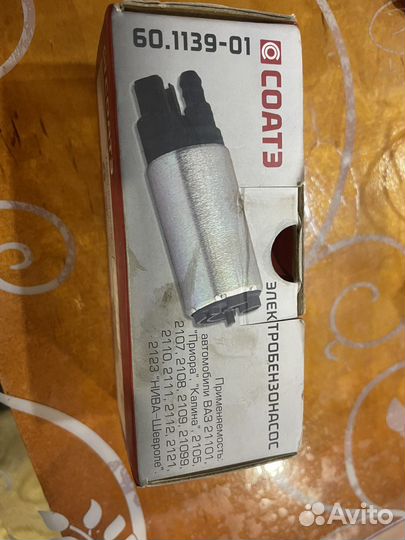 60.1139-01
СОАТЭ
ЭЛЕКТРОБЕНЗОНАСОС
Применяемость:
автомобили ВАЗ 21101,
"Приора", "Калина", 2105,
2107, 2108, 2109, 21099,
2110, 2111, 2112, 2121,
2123 "НИВА-Шевроле".
Avito